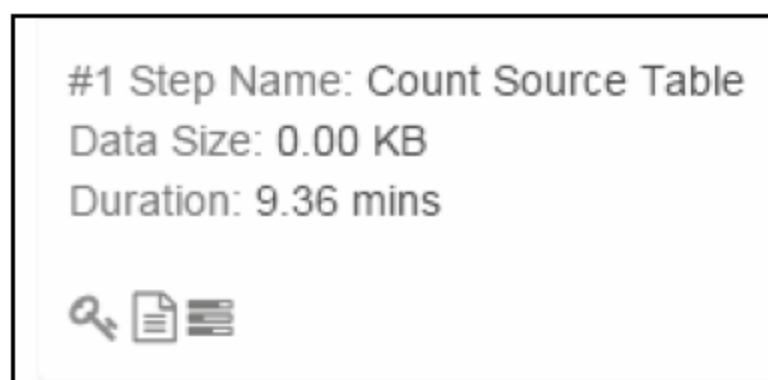 #1 Step Name: Count Source Table
Data Size: 0.00 KB
Duration: 9.36 mins